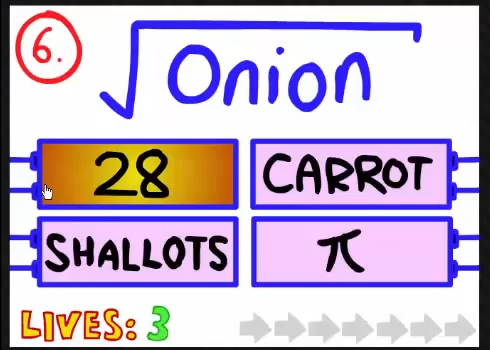 6.
√Onion
28
CARROT
SHALLOTS
π
LIVES: 3